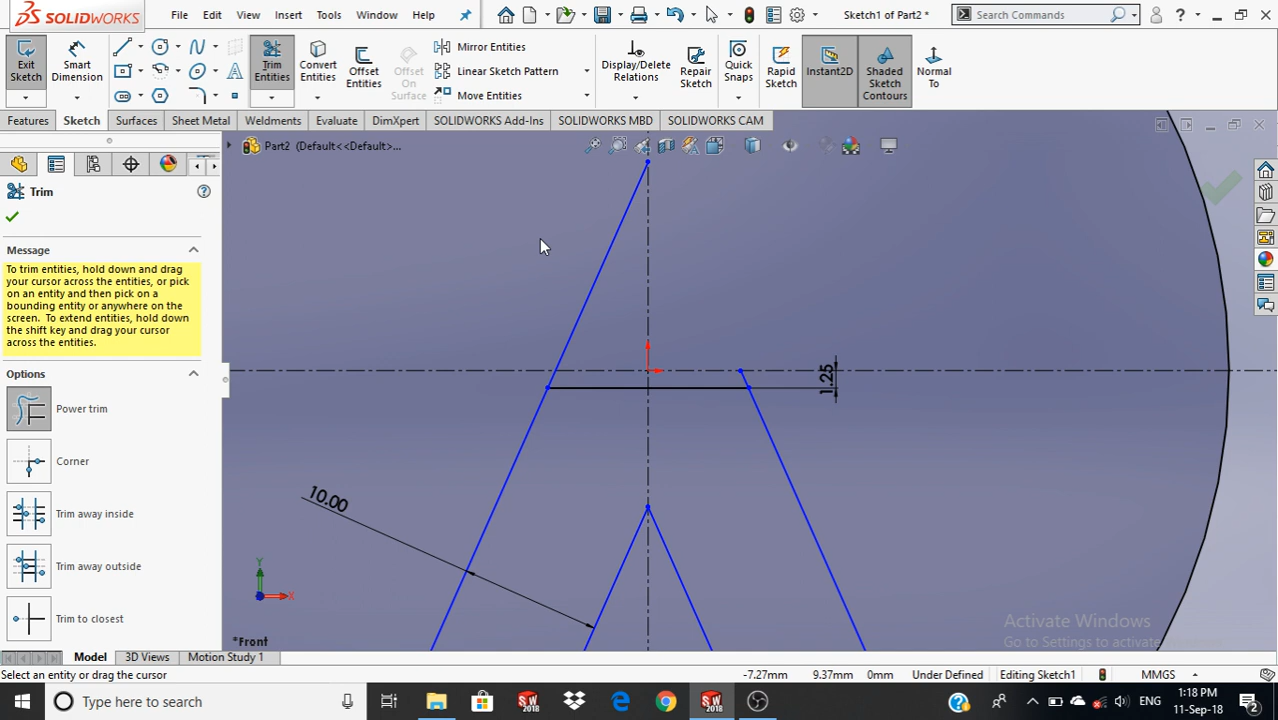 SOLIDWORKS
File Edit View Insert Tools Window Help
Sketch1 of Part2 *
Search Commands
?
Exit Sketch
Smart Dimension
Trim Entities
Convert Entities
Offset Entities
Offset On Surface
Mirror Entities
Linear Sketch Pattern
Move Entities
Display/Delete Relations
Repair Sketch
Quick Snaps
Rapid Sketch
Instant2D
Shaded Sketch Contours
Normal To
Features Sketch Surfaces Sheet Metal Weldments Evaluate DimXpert SOLIDWORKS Add-Ins SOLIDWORKS MBD SOLIDWORKS CAM
Part2 (Default<<Default>...
Trim
?
Message
To trim entities, hold down and drag
your cursor across the entities, or pick
on an entity and then pick on a
bounding entity or anywhere on the
screen. To extend entities, hold down
the shift key and drag your cursor
across the entities.
Options
Power trim
Corner
Trim away inside
Trim away outside
Trim to closest
1.25
10.00
Y
X
*Front
Activate Windows
Go to Settings to activate
Model 3D Views Motion Study 1
Select an entity or drag the cursor
-7.27mm 9.37mm 0mm Under Defined Editing Sketch1 MMGS
Type here to search
SW 2018
SW 2018
ENG
1:18 PM
11-Sep-18
2